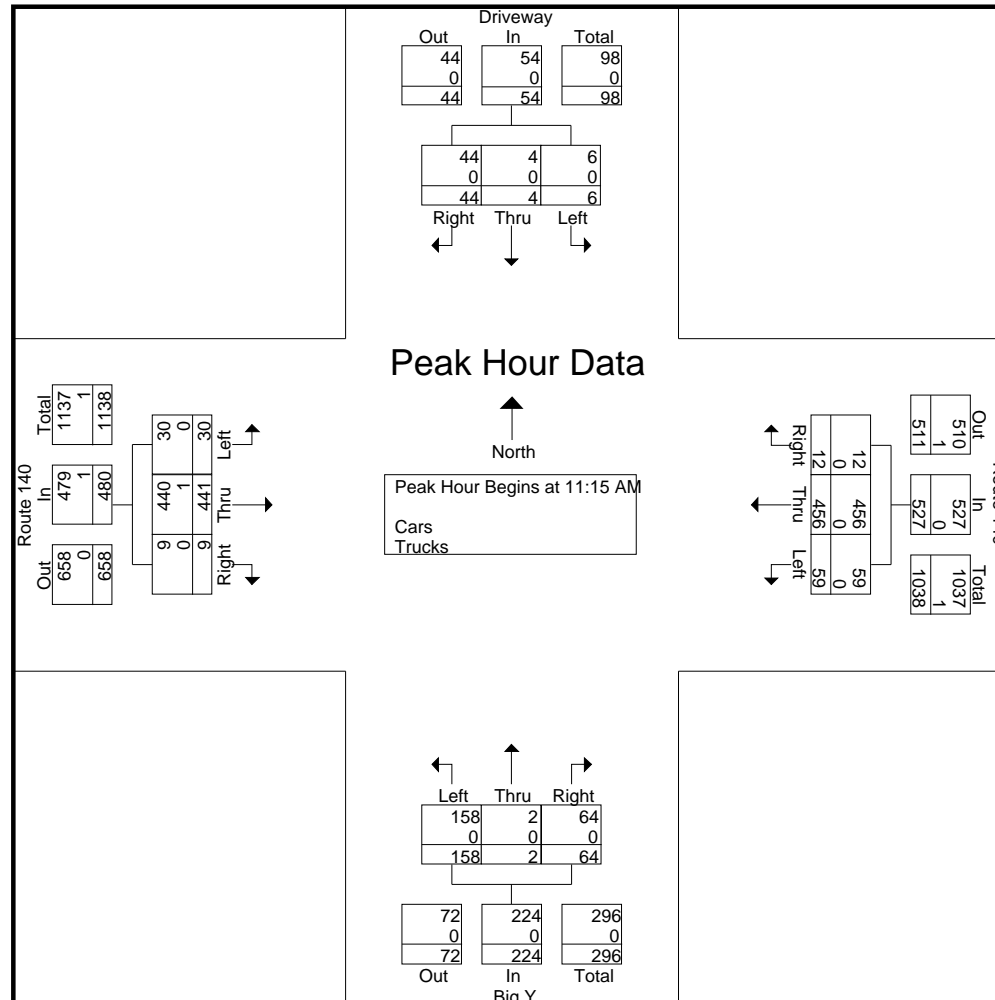 Driveway
Out In Total
44 54 98
0 0 0
44 54 98
44 4 6
0 0 0
44 4 6
Right Thru Left
Peak Hour Data
North
Peak Hour Begins at 11:15 AM
Cars
Trucks
Route 140
Out In Total
658 479 1137
0 1 1
658 480 1138
Left
30
0
30
Thru
440
1
441
Right
9
0
9
Out In Total
510 527 1037
1 0 1
511 527 1038
Right
12
0
12
Thru
456
0
456
Left
59
0
59
Left Thru Right
158 2 64
0 0 0
158 2 64
72 224 296
0 0 0
72 224 296
Out In Total
Big Y